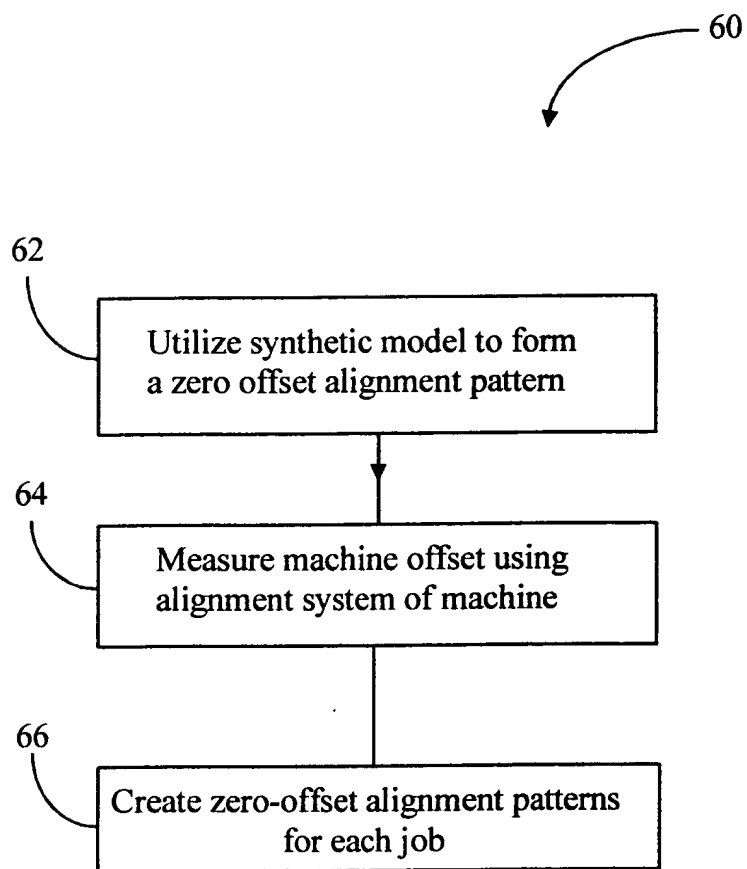 60
62
Utilize synthetic model to form
a zero offset alignment pattern
64
Measure machine offset using
alignment system of machine
66
Create zero-offset alignment patterns
for each job